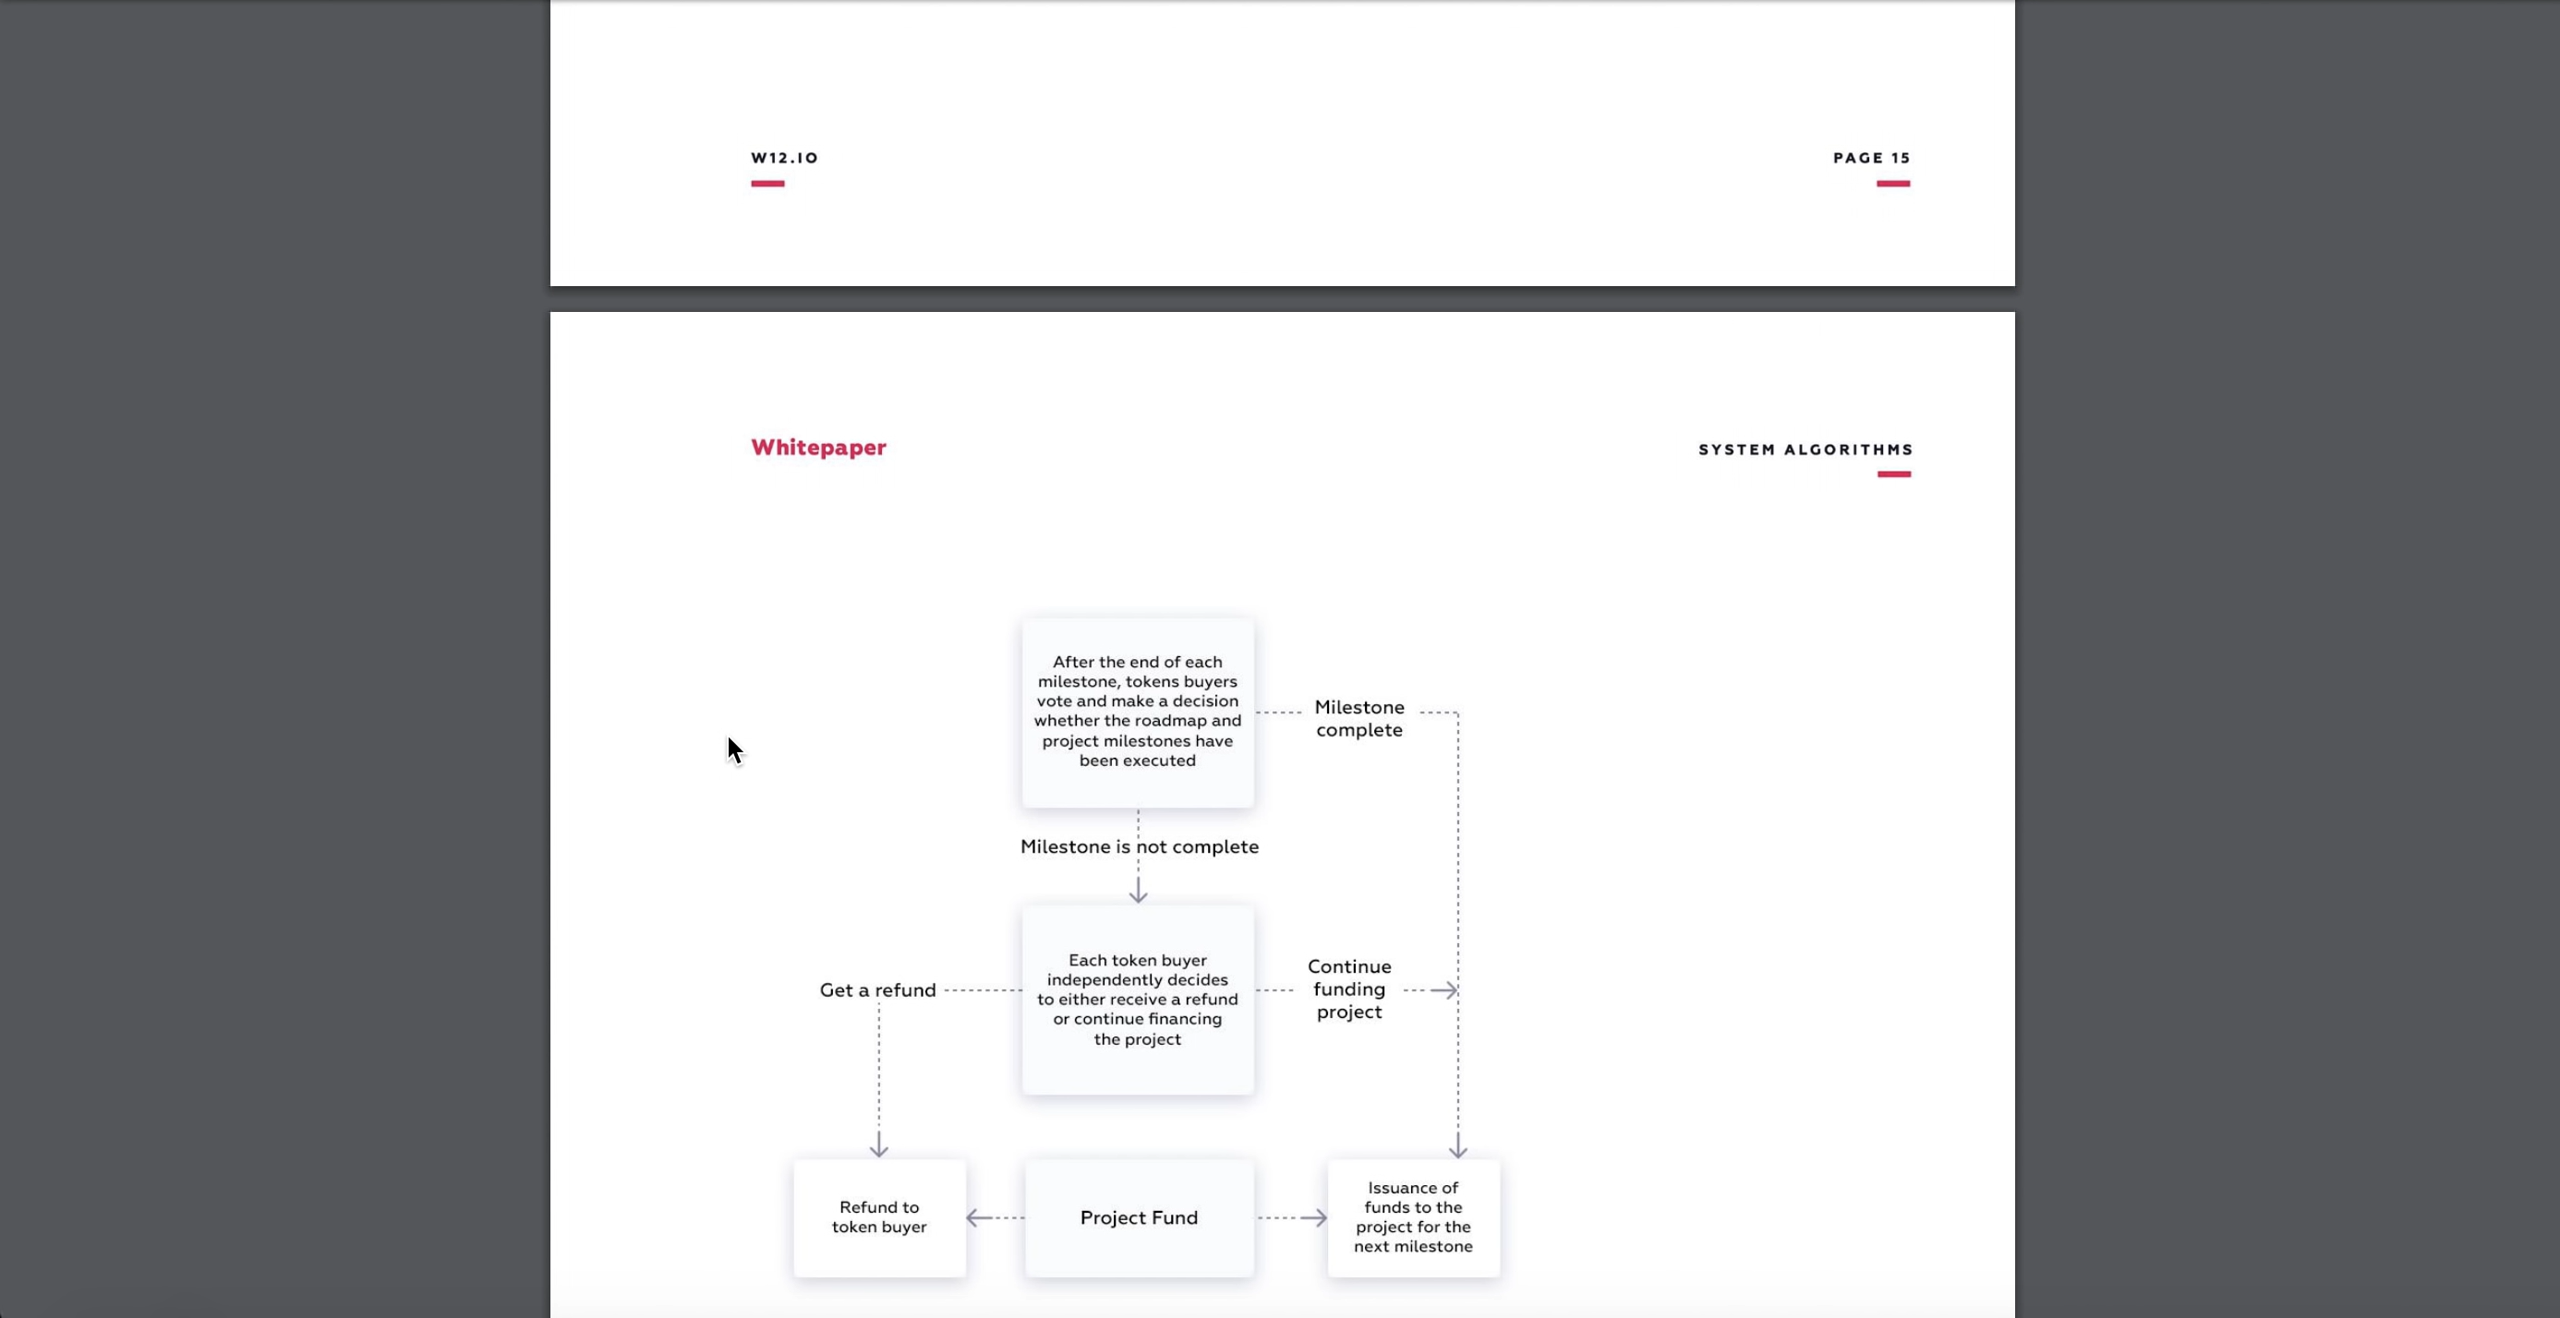 W12.IO
PAGE 15
Whitepaper
SYSTEM ALGORITHMS
After the end of each
milestone, tokens buyers
vote and make a decision
whether the roadmap and
project milestones have
been executed
Milestone
complete
Milestone is not complete
Get a refund
Each token buyer
independently decides
to either receive a refund
or continue financing
the project
Continue
funding
project
Refund to
token buyer
Project Fund
Issuance of
funds to the
project for the
next milestone